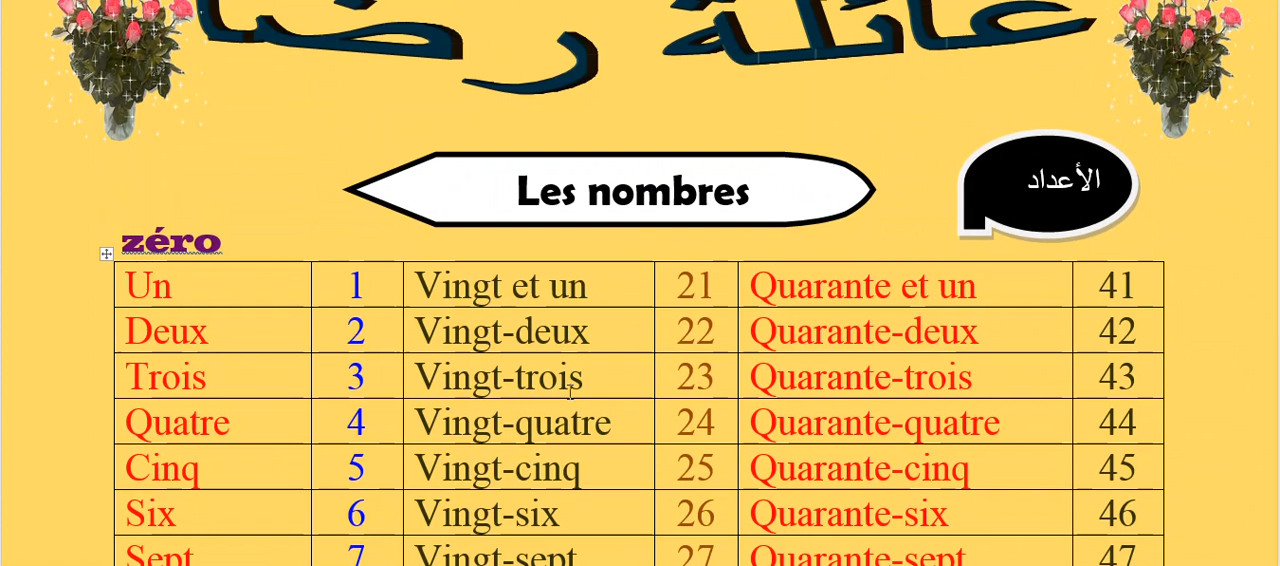 عائلة رضا
Les nombres
الأعداد
zéro
Un 1 Vingt et un 21 Quarante et un 41
Deux 2 Vingt-deux 22 Quarante-deux 42
Trois 3 Vingt-trois 23 Quarante-trois 43
Quatre 4 Vingt-quatre 24 Quarante-quatre 44
Cinq 5 Vingt-cinq 25 Quarante-cinq 45
Six 6 Vingt-six 26 Quarante-six 46
Sept 7 Vingt-sept 27 Quarante-sept 47